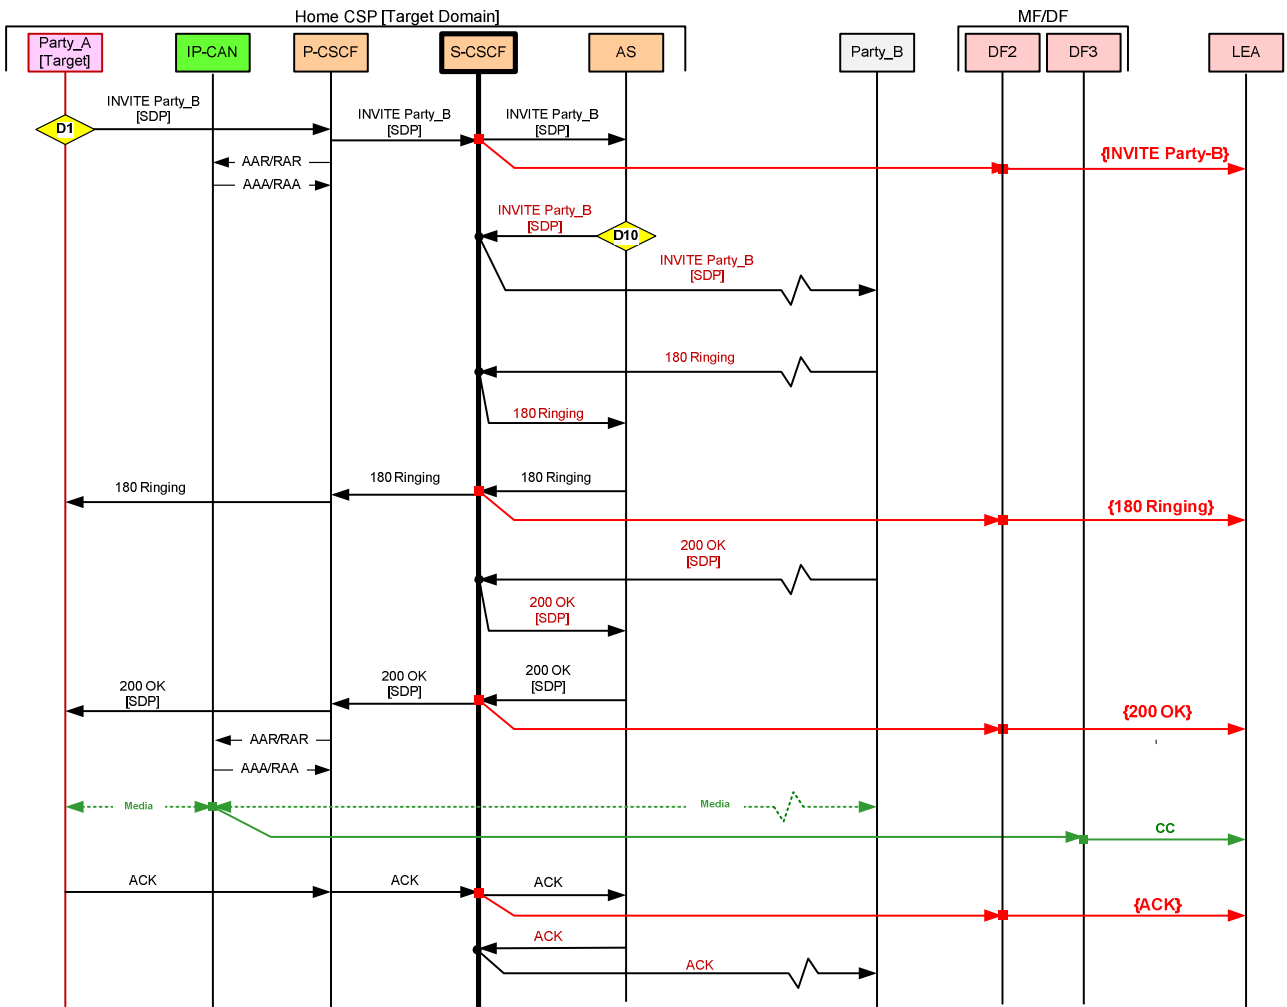 Home CSP [Target Domain]
MF/DF
Party_A
[Target]
IP-CAN
P-CSCF
S-CSCF
AS
Party_B
DF2
DF3
LEA
INVITE Party_B
[SDP]
D1
INVITE Party_B
[SDP]
INVITE Party_B
[SDP]
{INVITE Party-B}
AAR/RAR
AAA/RAA
INVITE Party_B
[SDP]
D10
INVITE Party_B
[SDP]
180 Ringing
180 Ringing
180 Ringing
180 Ringing
180 Ringing
{180 Ringing}
200 OK
[SDP]
200 OK
[SDP]
200 OK
[SDP]
200 OK
[SDP]
200 OK
[SDP]
{200 OK}
AAR/RAR
AAA/RAA
Media
Media
CC
ACK
ACK
ACK
{ACK}
ACK
ACK